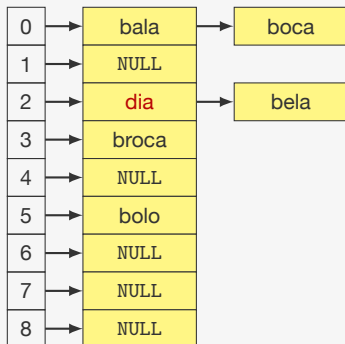 0 bala boca
1 NULL
2 dia bela
3 broca
4 NULL
5 bolo
6 NULL
7 NULL
8 NULL